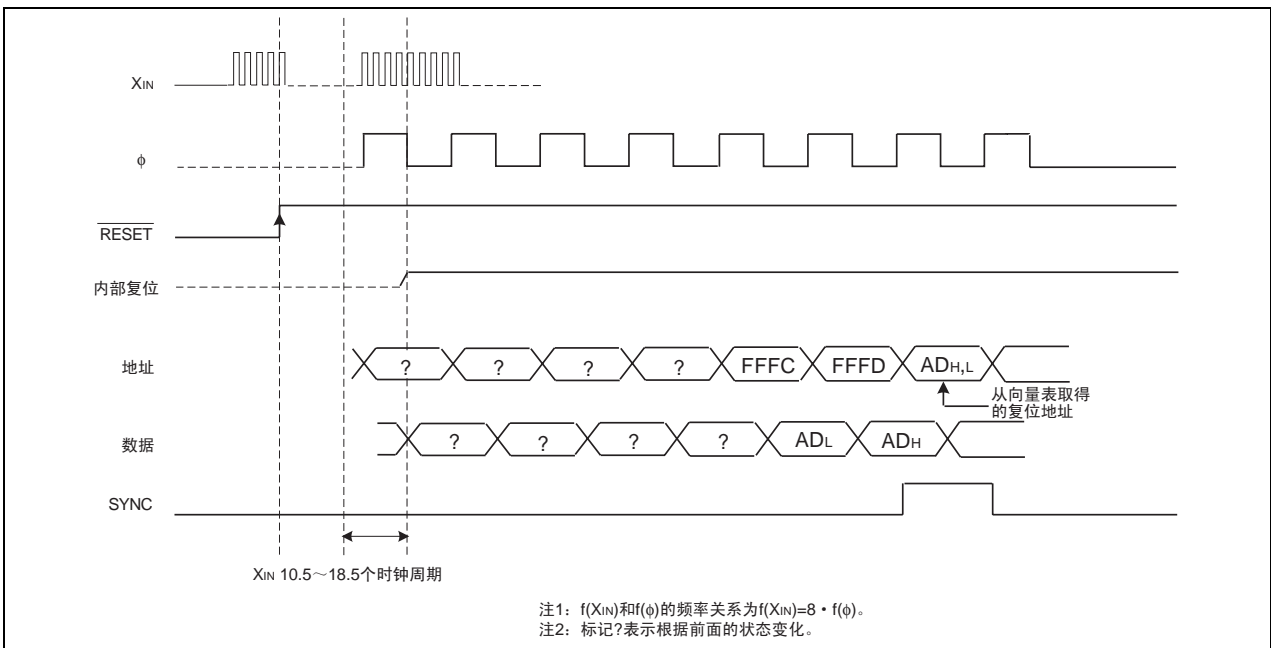 XIN
ϕ
RESET
内部复位
地址
? ? ? ? FFFC FFFD ADH,L
从向量表取得
的复位地址
数据
? ? ? ? ADL ADH
SYNC
XIN 10.5～18.5个时钟周期
注1：f(XIN)和f(ϕ)的频率关系为f(XIN)=8・f(ϕ)。
注2：标记?表示根据前面的状态变化。